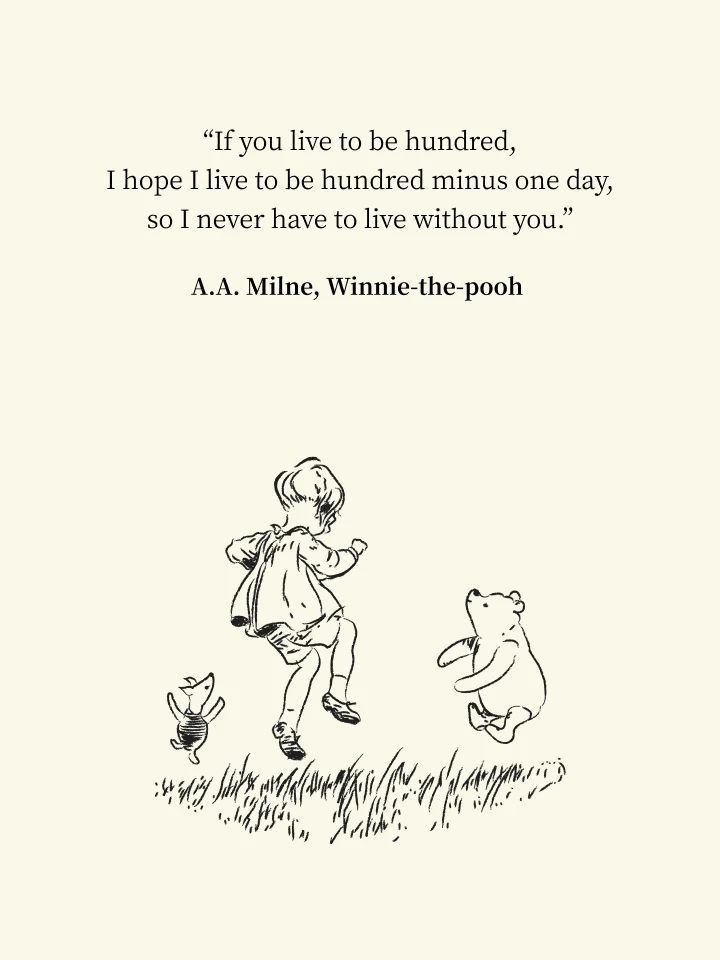 “If you live to be hundred,
I hope I live to be hundred minus one day,
so I never have to live without you.”
A.A. Milne, Winnie-the-pooh